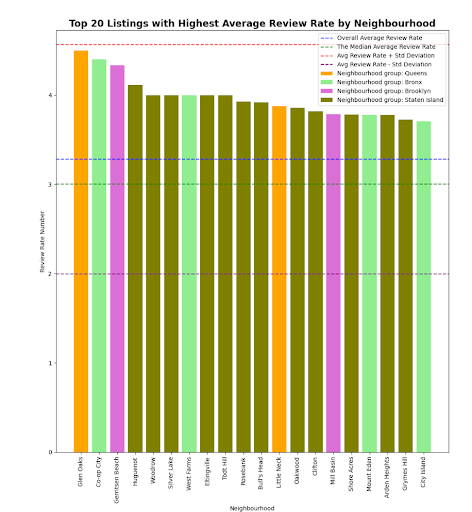 Top 20 Listings with Highest Average Review Rate by Neighbourhood
Overall Average Review Rate
The Median Average Review Rate
Avg Review Rate + Std Deviation
Avg Review Rate - Std Deviation
Neighbourhood group: Queens
Neighbourhood group: Bronx
Neighbourhood group: Brooklyn
Neighbourhood group: Staten Island
Review Rate Number
4
3
2
1
0
Glen Oaks
Co-op City
Gerritsen Beach
Huguenot
Woodrow
Silver Lake
West Farms
Eltingville
Todt Hill
Rosebank
Bull's Head
Little Neck
Oakwood
Clifton
Mill Basin
Shore Acres
Mount Eden
Arden Heights
Grymes Hill
City Island
Neighbourhood